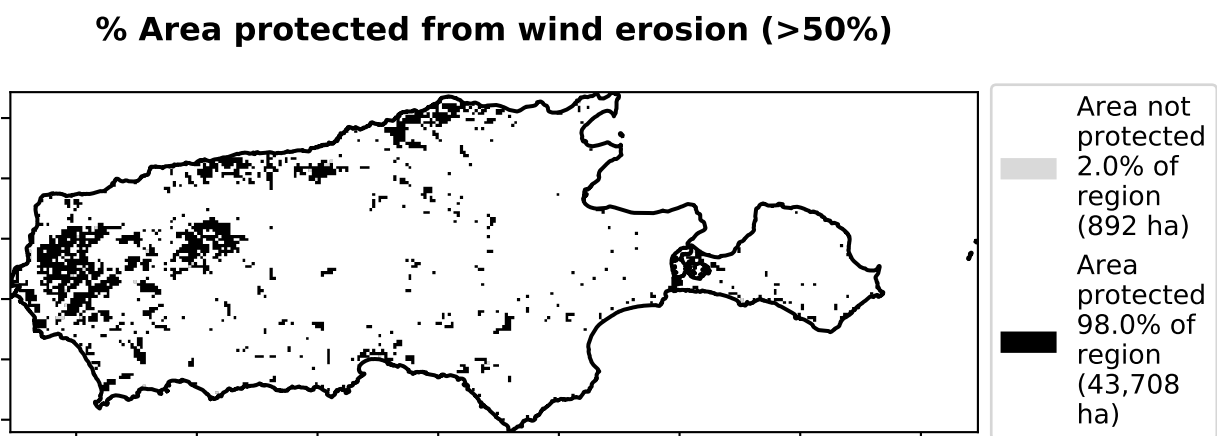 % Area protected from wind erosion (>50%)
Area not
protected
2.0% of
region
(892 ha)
Area
protected
98.0% of
region
(43,708
ha)